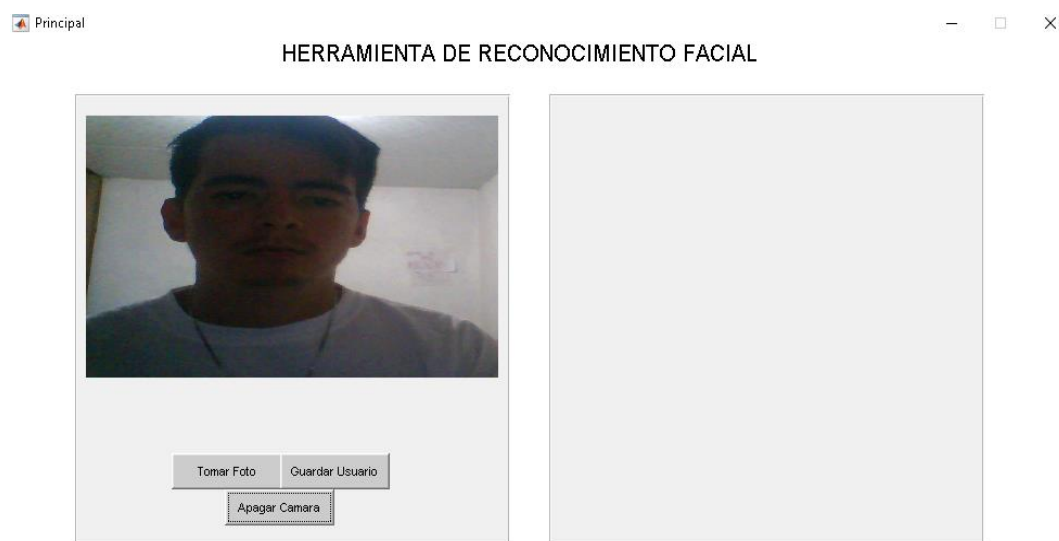 Principal
HERRAMIENTA DE RECONOCIMIENTO FACIAL
Tomar Foto
Guardar Usuario
Apagar Camara